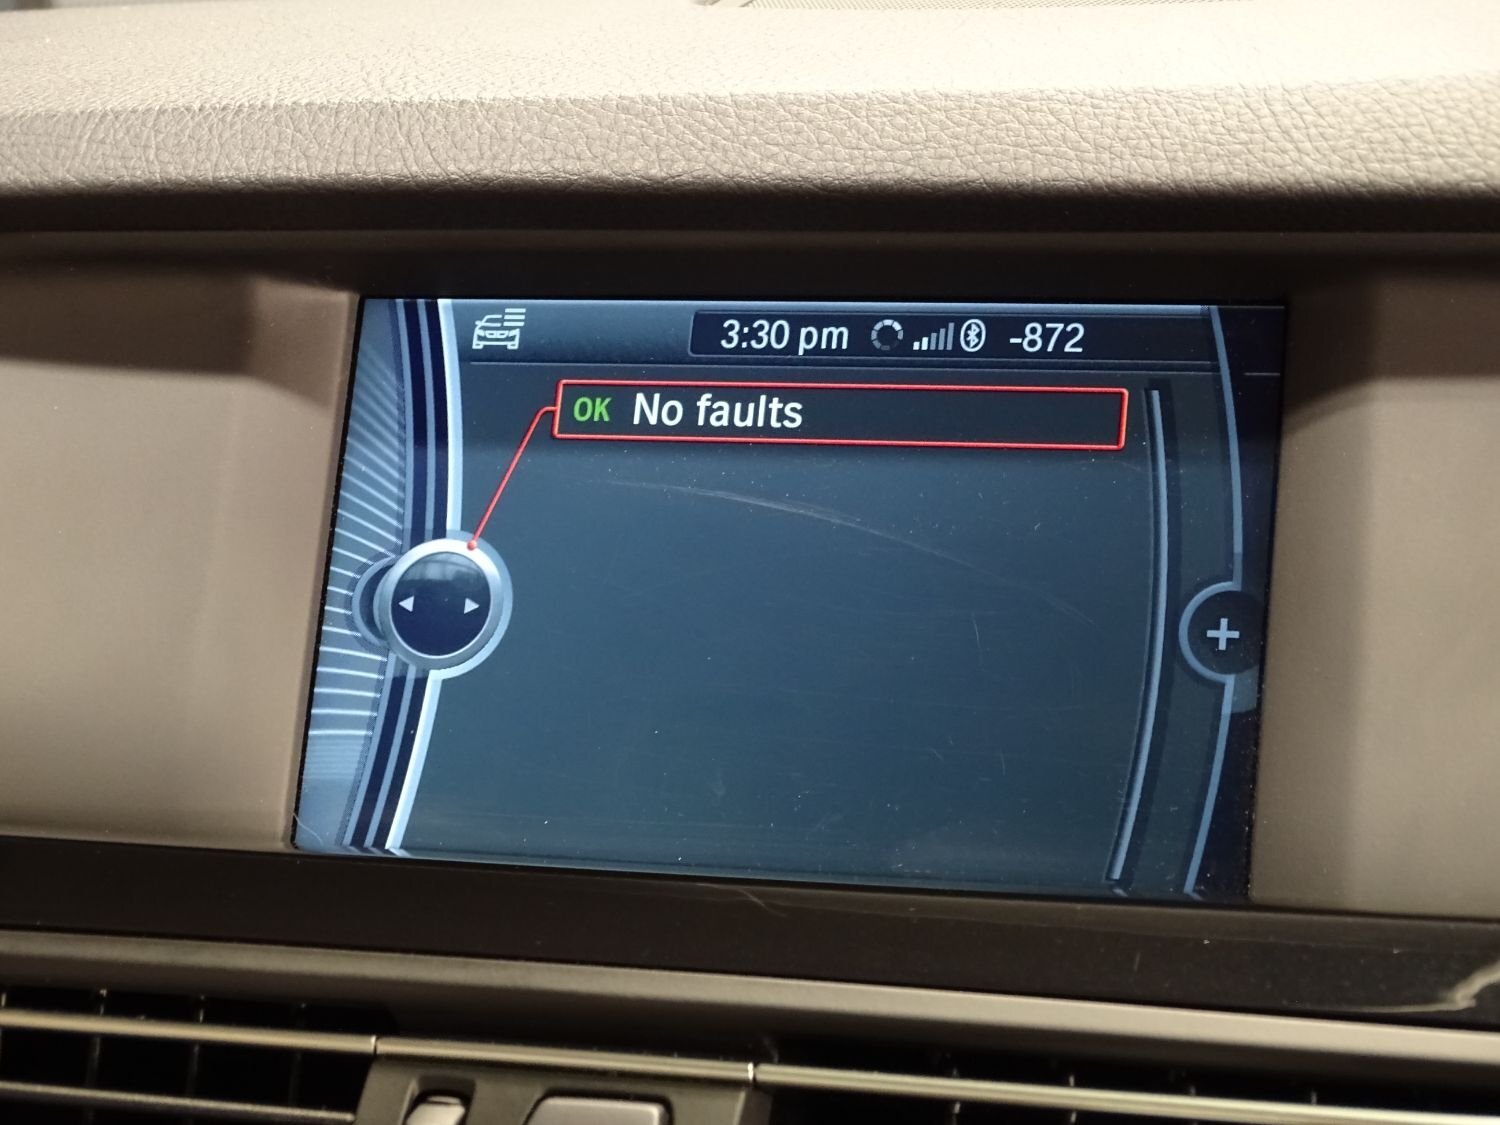 3:30 pm -872
OK No faults
+